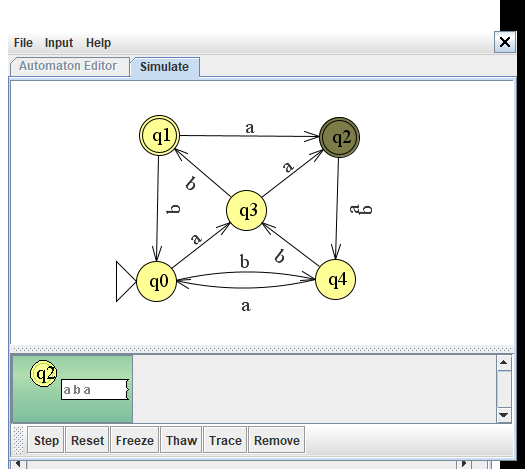 File Input Help
Automaton Editor Simulate
q1 a q2
b b a a b
q3
a b
q0 b q4
a
q2
a b a
Step Reset Freeze Thaw Trace Remove